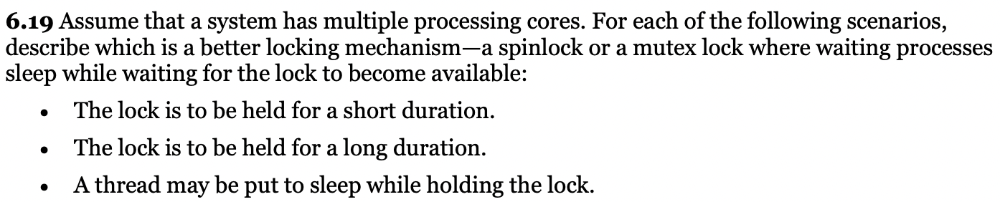 6.19 Assume that a system has multiple processing cores. For each of the following scenarios,
describe which is a better locking mechanism—a spinlock or a mutex lock where waiting processes
sleep while waiting for the lock to become available:
• The lock is to be held for a short duration.
• The lock is to be held for a long duration.
• A thread may be put to sleep while holding the lock.